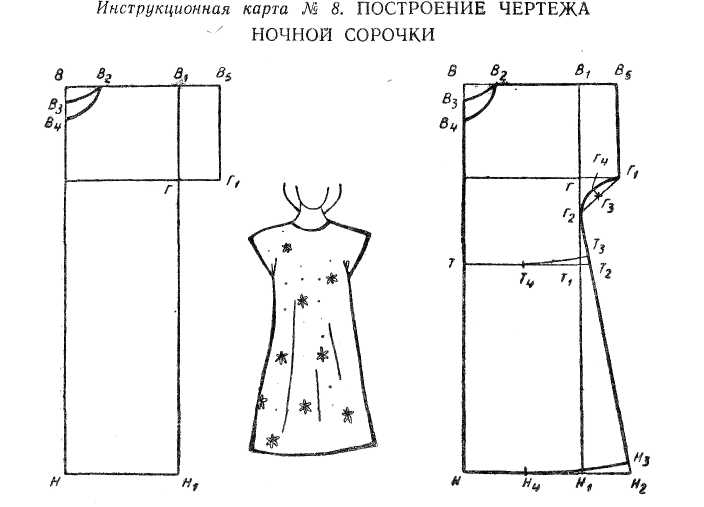 Инструкционная карта № 8. ПОСТРОЕНИЕ ЧЕРТЕЖА
НОЧНОЙ СОРОЧКИ
В В2 В1 В5
В3
В4
Г Г1
Н Н1
В В2 В1 В5
В3
В4
Г Г4 Г1
Г2 Г3
Т3
Т Т4 Т1 Т2
Н3
Н Н4 Н1 Н2